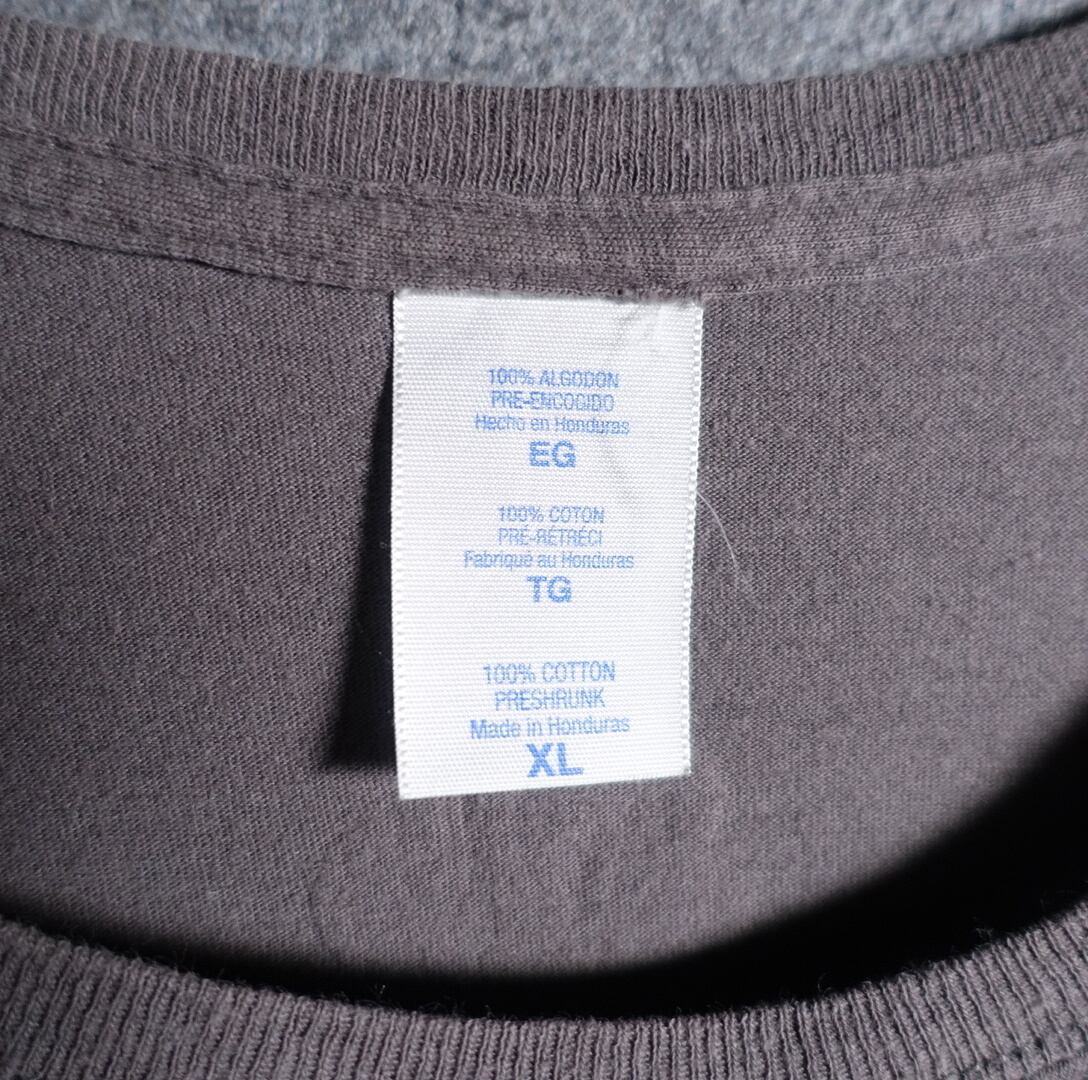 100% ALGODON
PRE-ENCOGIDO
Hecho en Honduras
EG
100% COTON
PRÉ-RÉTRÉCI
Fabriqué au Honduras
TG
100% COTTON
PRESHRUNK
Made in Honduras
XL